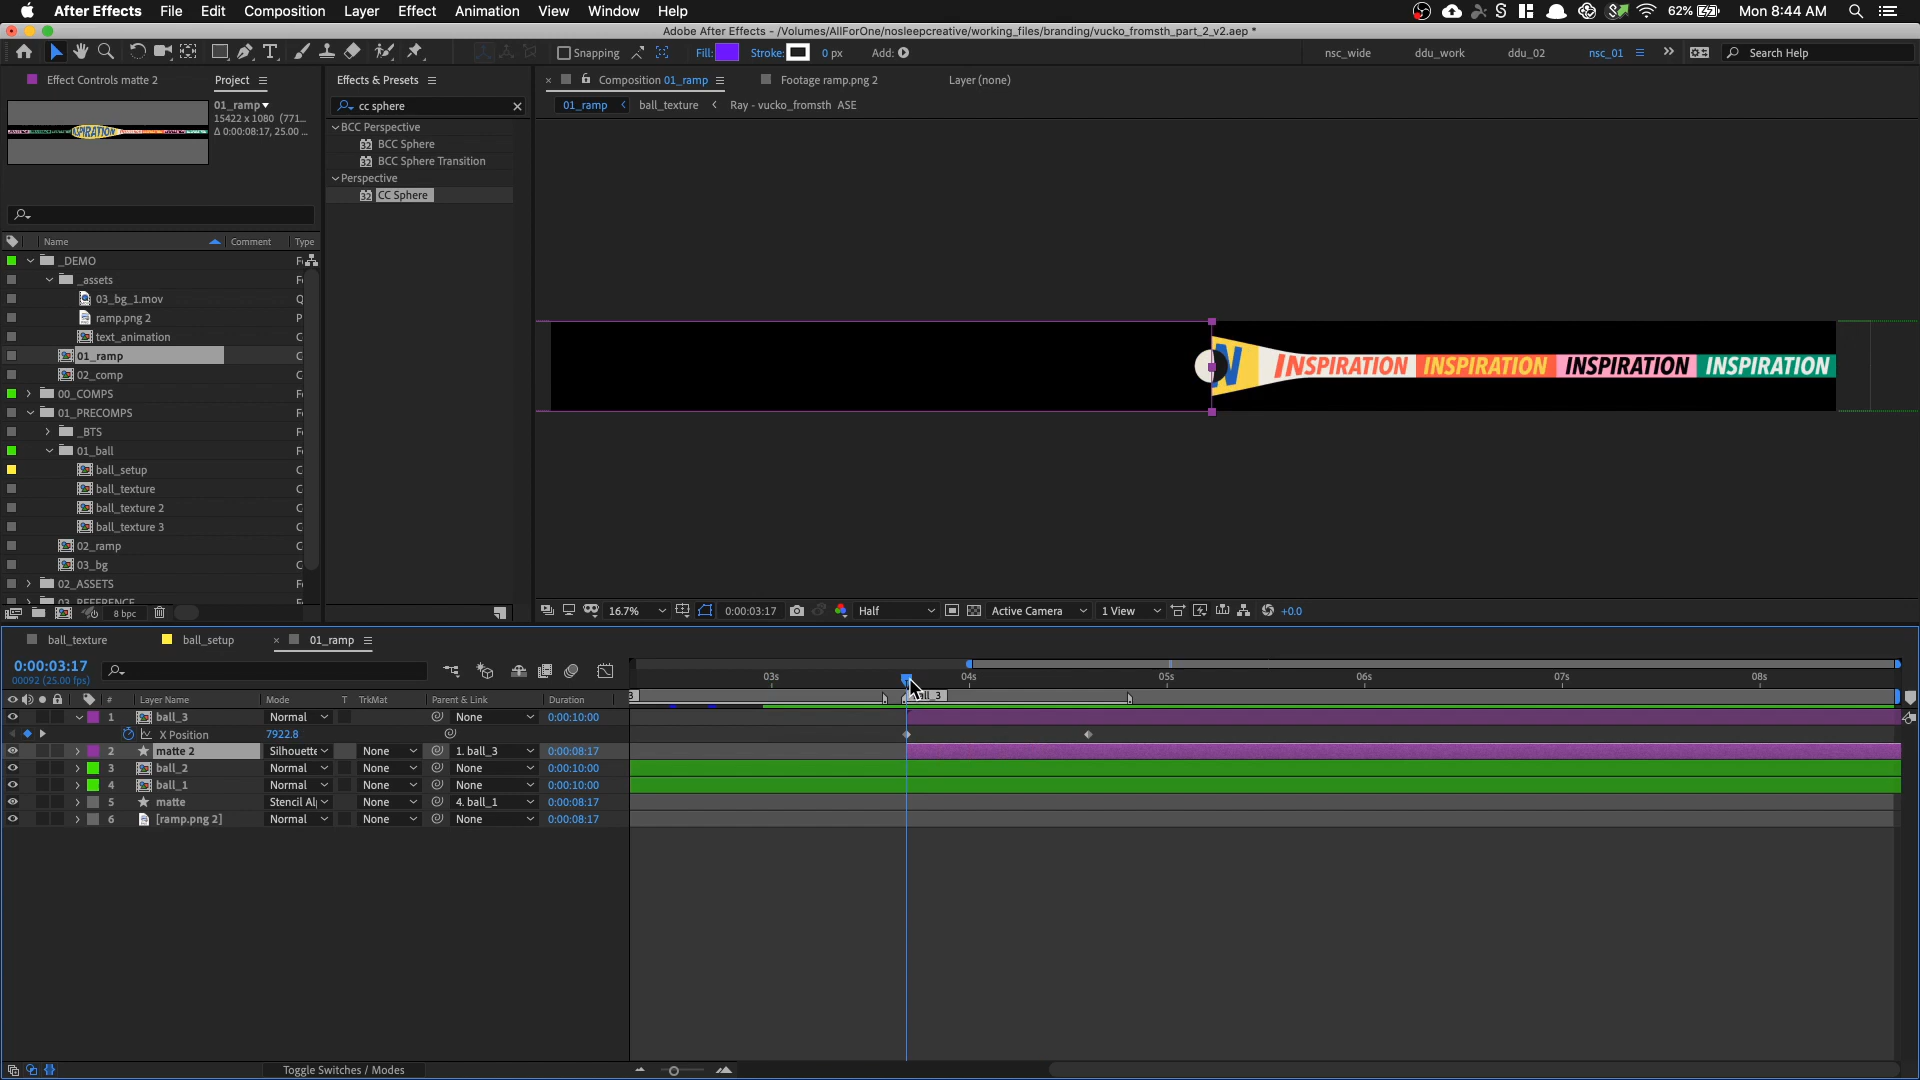 After Effects File Edit Composition Layer Effect Animation View Window Help 62% Mon 8:44 AM
Adobe After Effects - /Volumes/AllForOne/nosleepcreative/working_files/branding/vucko_fromsth_part_2_v2.aep *
Snapping Fill: Stroke: 0 px Add: nsc_wide ddu_work ddu_02 nsc_01 Search Help
Effect Controls matte 2 Project Effects & Presets Composition 01_ramp Footage ramp.png 2 Layer (none)
01_ramp
15422 x 1080 (771...
Δ 0:00:08:17, 25.00 ...
cc sphere
01_ramp ball_texture Ray - vucko_fromsth ASE
BCC Perspective
BCC Sphere
BCC Sphere Transition
Perspective
CC Sphere
Name Comment Type
_DEMO F
_assets F
03_bg_1.mov Q
ramp.png 2 P
text_animation C
01_ramp C
02_comp C
00_COMPS F
01_PRECOMPS F
_BTS F
01_ball F
ball_setup C
ball_texture C
ball_texture 2 C
ball_texture 3 C
02_ramp C
03_bg C
02_ASSETS F
03_REFERENCE F
8 bpc
INSPIRATION
N INSPIRATION INSPIRATION INSPIRATION INSPIRATION
16.7% 0:00:03:17 Half Active Camera 1 View +0.0
ball_texture ball_setup 01_ramp
0:00:03:17
00092 (25.00 fps)
03s 04s 05s 06s 07s 08s
# Layer Name Mode T TrkMat Parent & Link Duration
3 ball_3
1 ball_3 Normal None 0:00:10:00
X Position 7922.8
2 matte 2 Silhouette None 1. ball_3 0:00:08:17
3 ball_2 Normal None None 0:00:10:00
4 ball_1 Normal None None 0:00:10:00
5 matte Stencil Al None 4. ball_1 0:00:08:17
6 [ramp.png 2] Normal None None 0:00:08:17
Toggle Switches / Modes